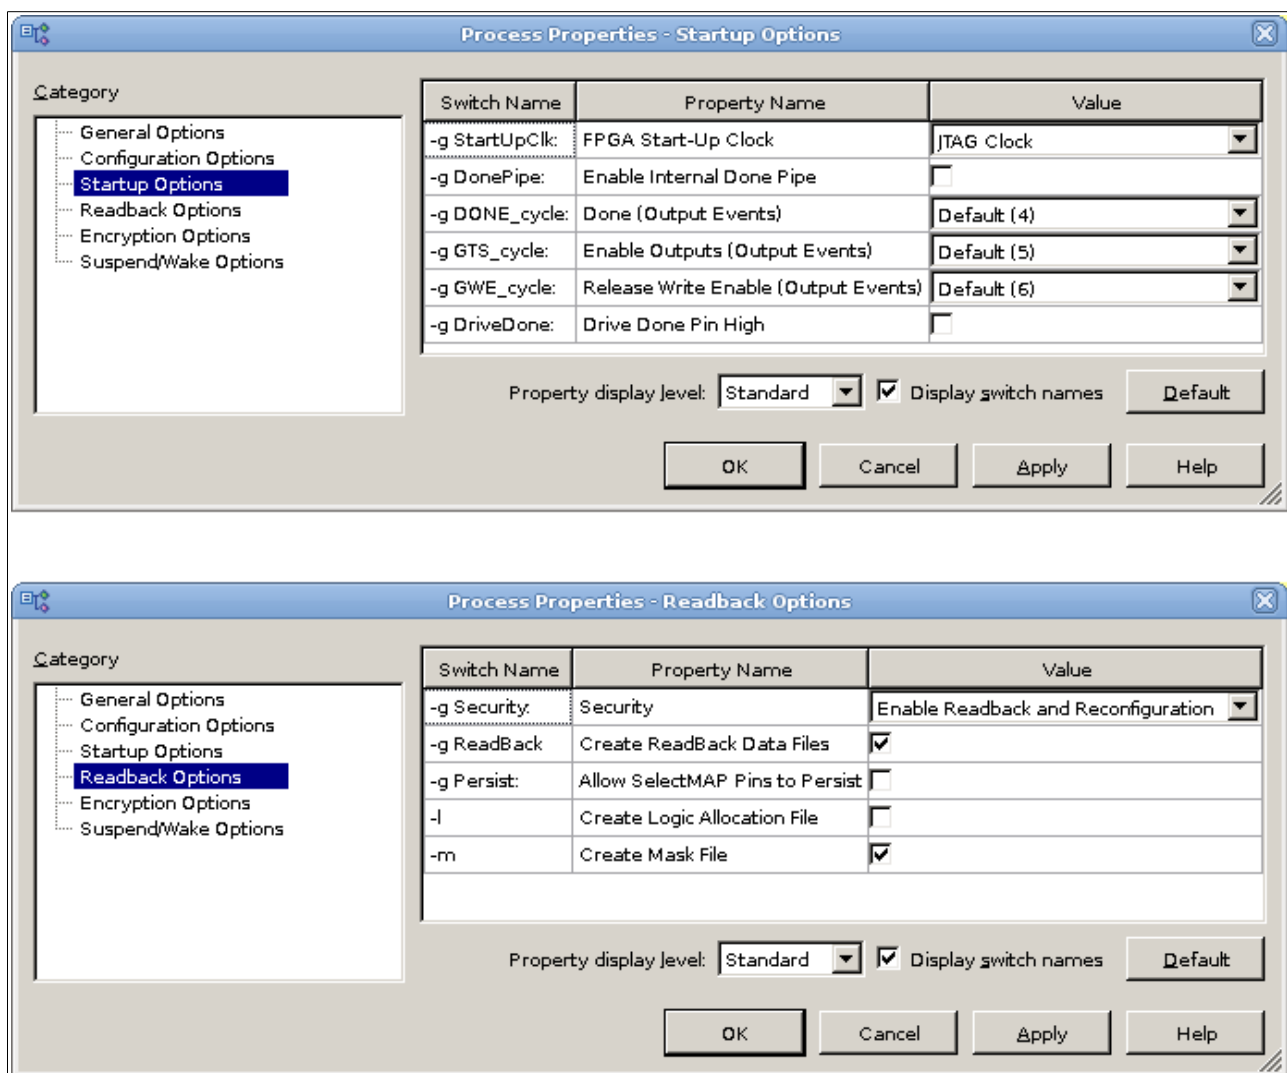 Process Properties - Startup Options
Category
General Options
Configuration Options
Startup Options
Readback Options
Encryption Options
Suspend/Wake Options
Switch Name Property Name Value
-g StartUpClk: FPGA Start-Up Clock JTAG Clock
-g DonePipe: Enable Internal Done Pipe
-g DONE_cycle: Done (Output Events) Default (4)
-g GTS_cycle: Enable Outputs (Output Events) Default (5)
-g GWE_cycle: Release Write Enable (Output Events) Default (6)
-g DriveDone: Drive Done Pin High
Property display level: Standard Display switch names Default
OK Cancel Apply Help
Process Properties - Readback Options
Category
General Options
Configuration Options
Startup Options
Readback Options
Encryption Options
Suspend/Wake Options
Switch Name Property Name Value
-g Security: Security Enable Readback and Reconfiguration
-g ReadBack Create ReadBack Data Files
-g Persist: Allow SelectMAP Pins to Persist
-l Create Logic Allocation File
-m Create Mask File
Property display level: Standard Display switch names Default
OK Cancel Apply Help